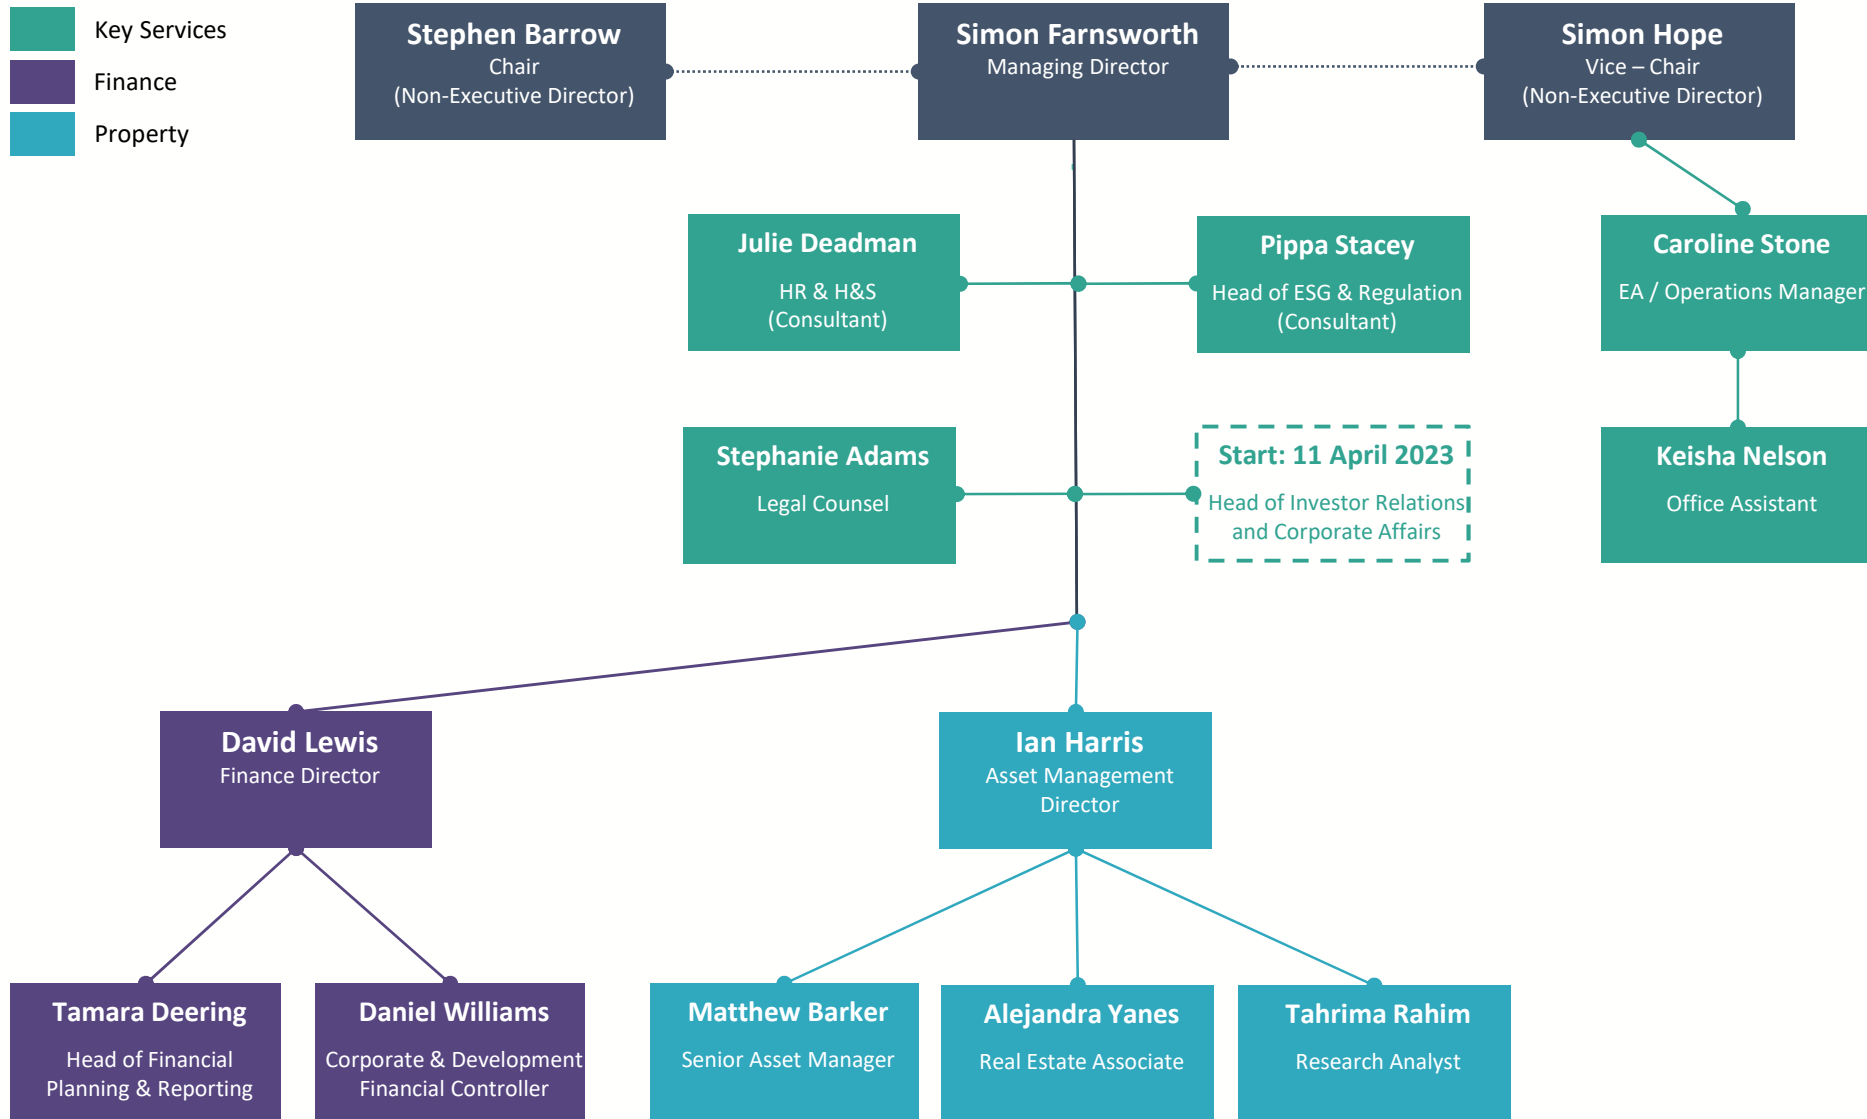 Key Services
Finance
Property
Stephen Barrow
Chair
(Non-Executive Director)
Simon Farnsworth
Managing Director
Simon Hope
Vice – Chair
(Non-Executive Director)
Julie Deadman
HR & H&S
(Consultant)
Pippa Stacey
Head of ESG & Regulation
(Consultant)
Caroline Stone
EA / Operations Manager
Stephanie Adams
Legal Counsel
Start: 11 April 2023
Head of Investor Relations
and Corporate Affairs
Keisha Nelson
Office Assistant
David Lewis
Finance Director
Ian Harris
Asset Management
Director
Tamara Deering
Head of Financial
Planning & Reporting
Daniel Williams
Corporate & Development
Financial Controller
Matthew Barker
Senior Asset Manager
Alejandra Yanes
Real Estate Associate
Tahrima Rahim
Research Analyst